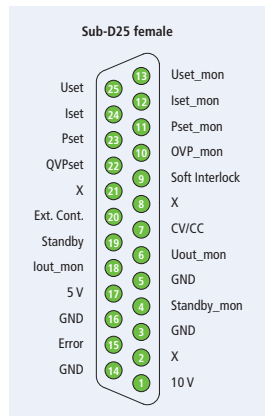 Sub-D25 female
13 Uset_mon
Uset 25
12 Iset_mon
Iset 24
11 Pset_mon
Pset 23
10 OVP_mon
QVPset 22
9 Soft Interlock
X 21
8 X
Ext. Cont. 20
7 CV/CC
Standby 19
6 Uout_mon
Iout_mon 18
5 GND
5 V 17
4 Standby_mon
GND 16
3 GND
Error 15
2 X
GND 14
1 10 V